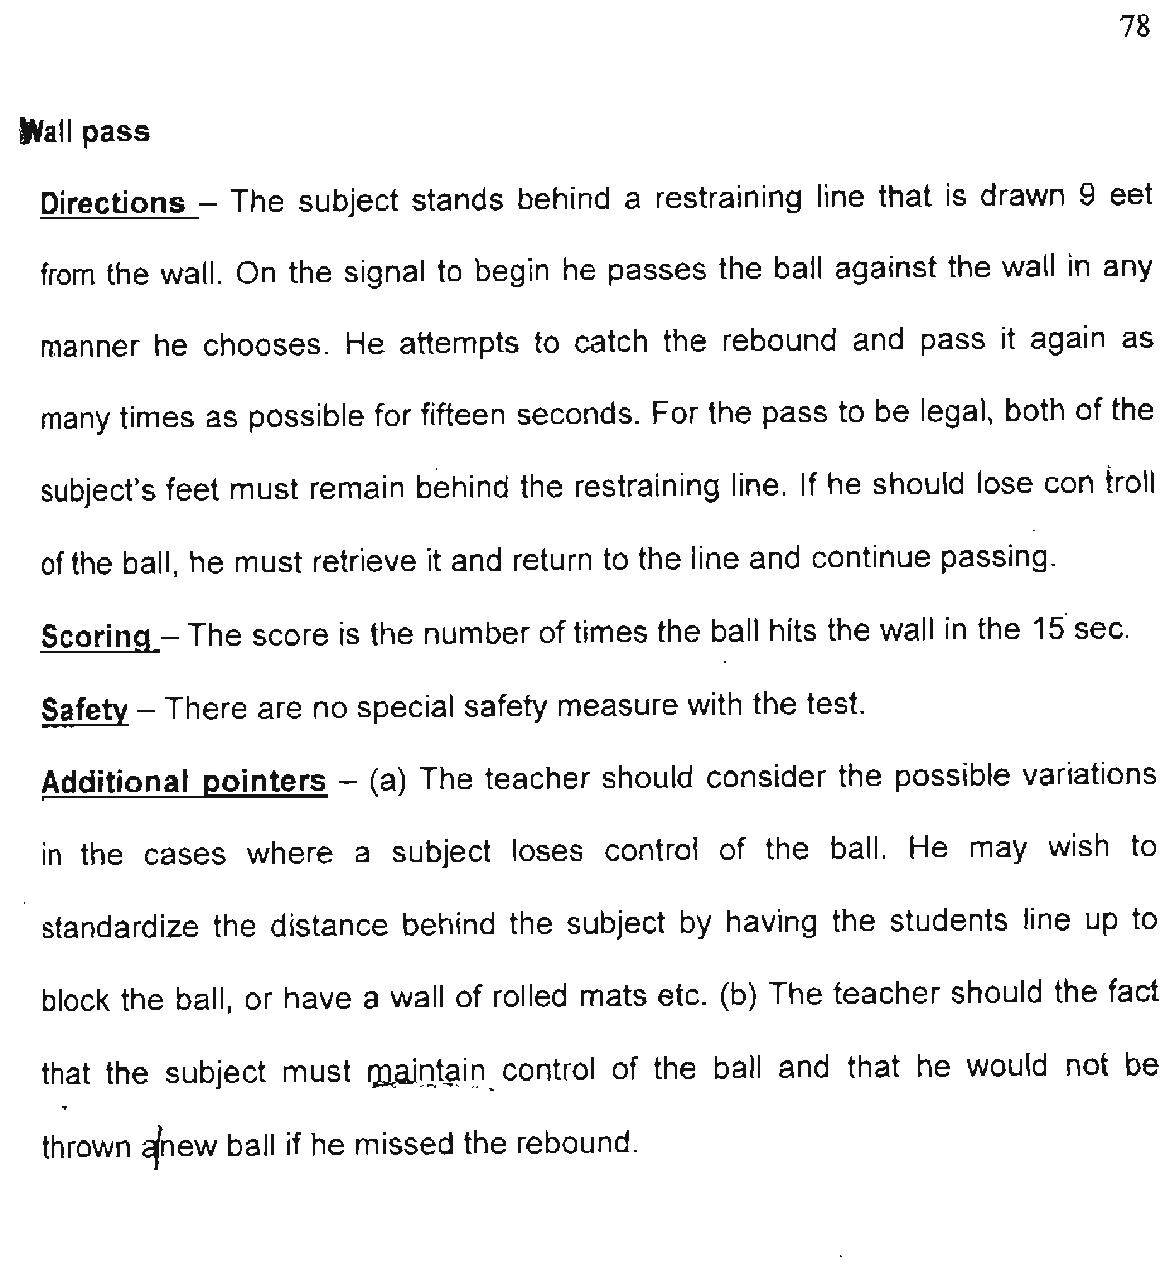 78
Wall pass
Directions – The subject stands behind a restraining line that is drawn 9 eet
from the wall. On the signal to begin he passes the ball against the wall in any
manner he chooses. He attempts to catch the rebound and pass it again as
many times as possible for fifteen seconds. For the pass to be legal, both of the
subject's feet must remain behind the restraining line. If he should lose con troll
of the ball, he must retrieve it and return to the line and continue passing.
Scoring – The score is the number of times the ball hits the wall in the 15 sec.
Safety – There are no special safety measure with the test.
Additional pointers – (a) The teacher should consider the possible variations
in the cases where a subject loses control of the ball. He may wish to
standardize the distance behind the subject by having the students line up to
block the ball, or have a wall of rolled mats etc. (b) The teacher should the fact
that the subject must maintain control of the ball and that he would not be
thrown anew ball if he missed the rebound.